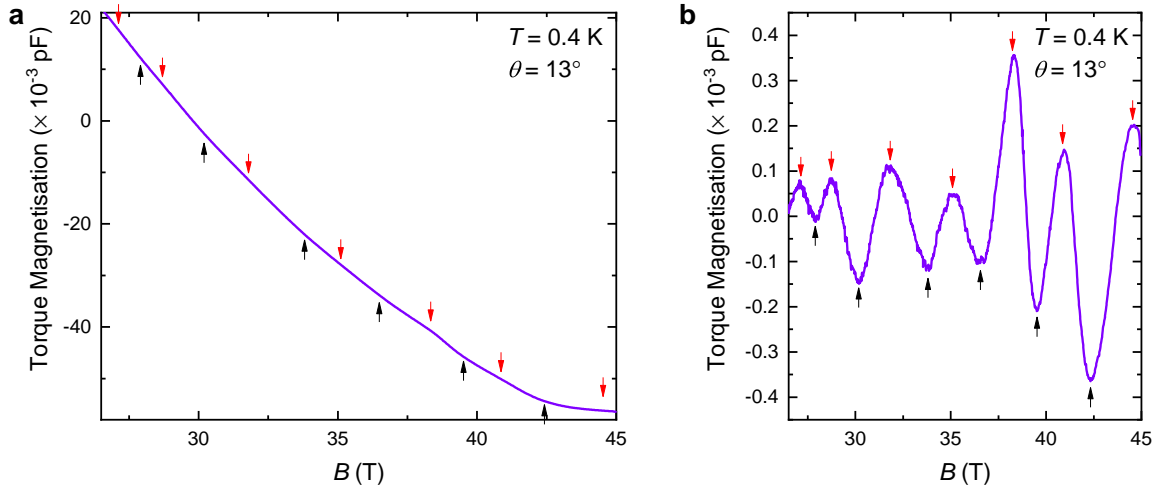 a
Torque Magnetisation (× 10⁻³ pF)
20
0
-20
-40
T = 0.4 K
θ = 13°
30
35
40
45
B (T)
b
Torque Magnetisation (× 10⁻³ pF)
0.4
0.3
0.2
0.1
0.0
-0.1
-0.2
-0.3
-0.4
T = 0.4 K
θ = 13°
30
35
40
45
B (T)